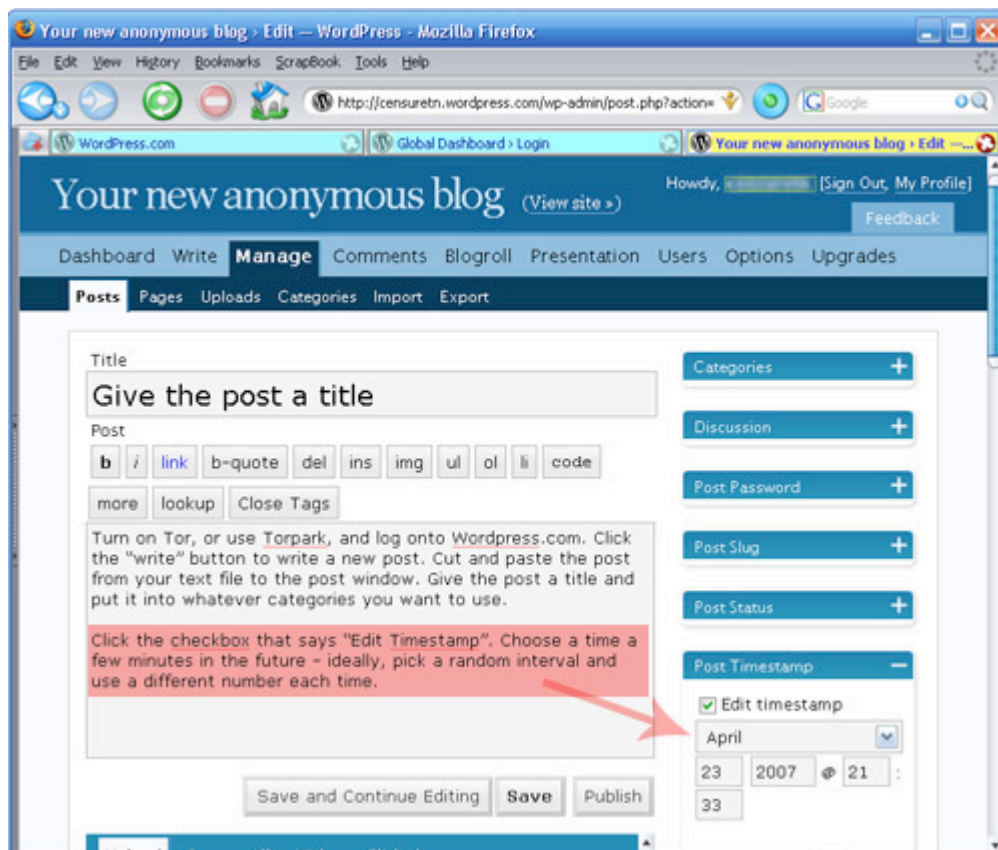 Your new anonymous blog › Edit — WordPress - Mozilla Firefox
File Edit View History Bookmarks ScrapBook Tools Help
http://censuretn.wordpress.com/wp-admin/post.php?action= Google
WordPress.com Global Dashboard › Login Your new anonymous blog › Edit —...
Your new anonymous blog (View site »)
Howdy, [Sign Out, My Profile]
Feedback
Dashboard Write Manage Comments Blogroll Presentation Users Options Upgrades
Posts Pages Uploads Categories Import Export
Title
Give the post a title
Post
b i link b-quote del ins img ul ol li code
more lookup Close Tags
Turn on Tor, or use Torpark, and log onto Wordpress.com. Click
the "write" button to write a new post. Cut and paste the post
from your text file to the post window. Give the post a title and
put it into whatever categories you want to use.
Click the checkbox that says "Edit Timestamp". Choose a time a
few minutes in the future - ideally, pick a random interval and
use a different number each time.
Save and Continue Editing Save Publish
Categories
Discussion
Post Password
Post Slug
Post Status
Post Timestamp
Edit timestamp
April
23 2007 @ 21 :
33